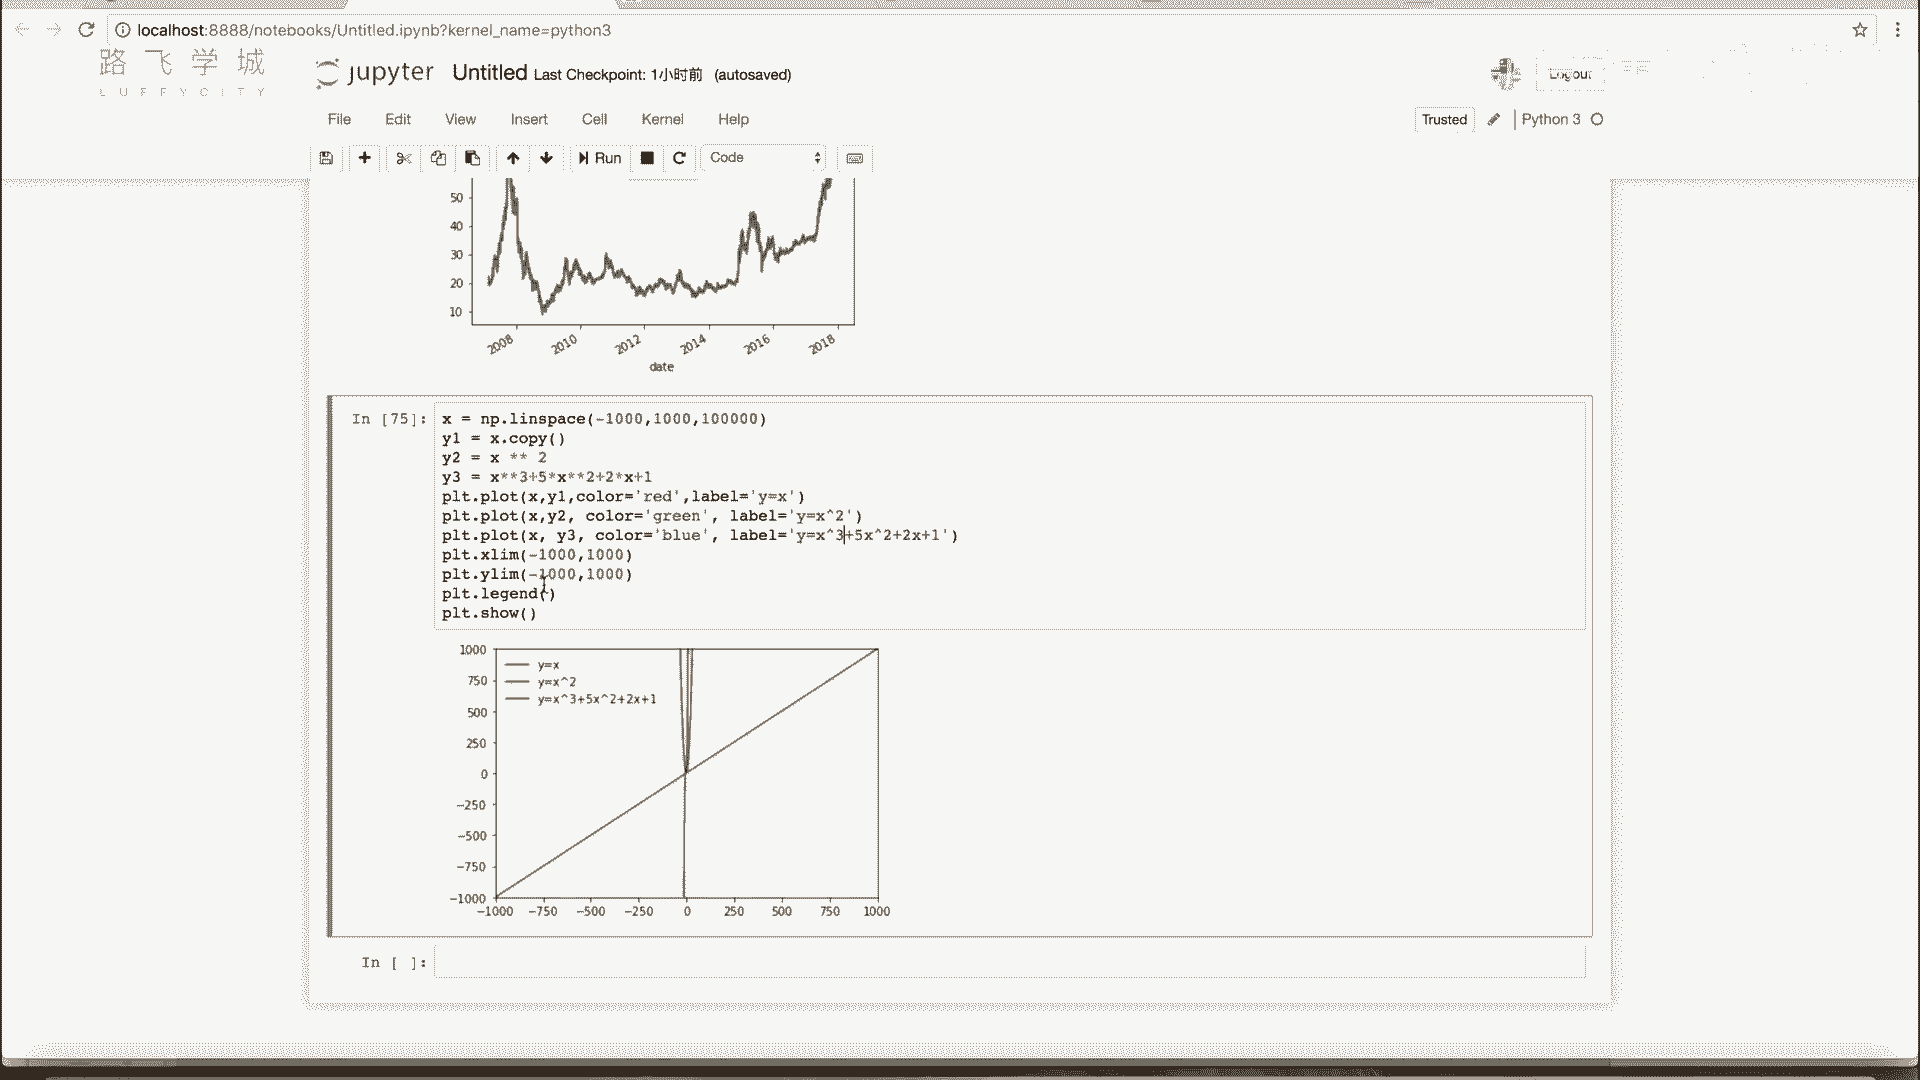 localhost:8888/notebooks/Untitled.ipynb?kernel_name=python3
路飞学城
LUFFYCITY
jupyter Untitled Last Checkpoint: 1小时前 (autosaved)
Logout
File Edit View Insert Cell Kernel Help
Trusted
Python 3
Run
Code
50
40
30
20
10
2008 2010 2012 2014 2016 2018
date
In [75]:
x = np.linspace(-1000,1000,100000)
y1 = x.copy()
y2 = x ** 2
y3 = x**3+5*x**2+2*x+1
plt.plot(x,y1,color='red',label='y=x')
plt.plot(x,y2, color='green', label='y=x^2')
plt.plot(x, y3, color='blue', label='y=x^3+5x^2+2x+1')
plt.xlim(-1000,1000)
plt.ylim(-1000,1000)
plt.legend()
plt.show()
y=x
y=x^2
y=x^3+5x^2+2x+1
1000
750
500
250
0
−250
−500
−750
−1000
−1000 −750 −500 −250 0 250 500 750 1000
In [ ]: